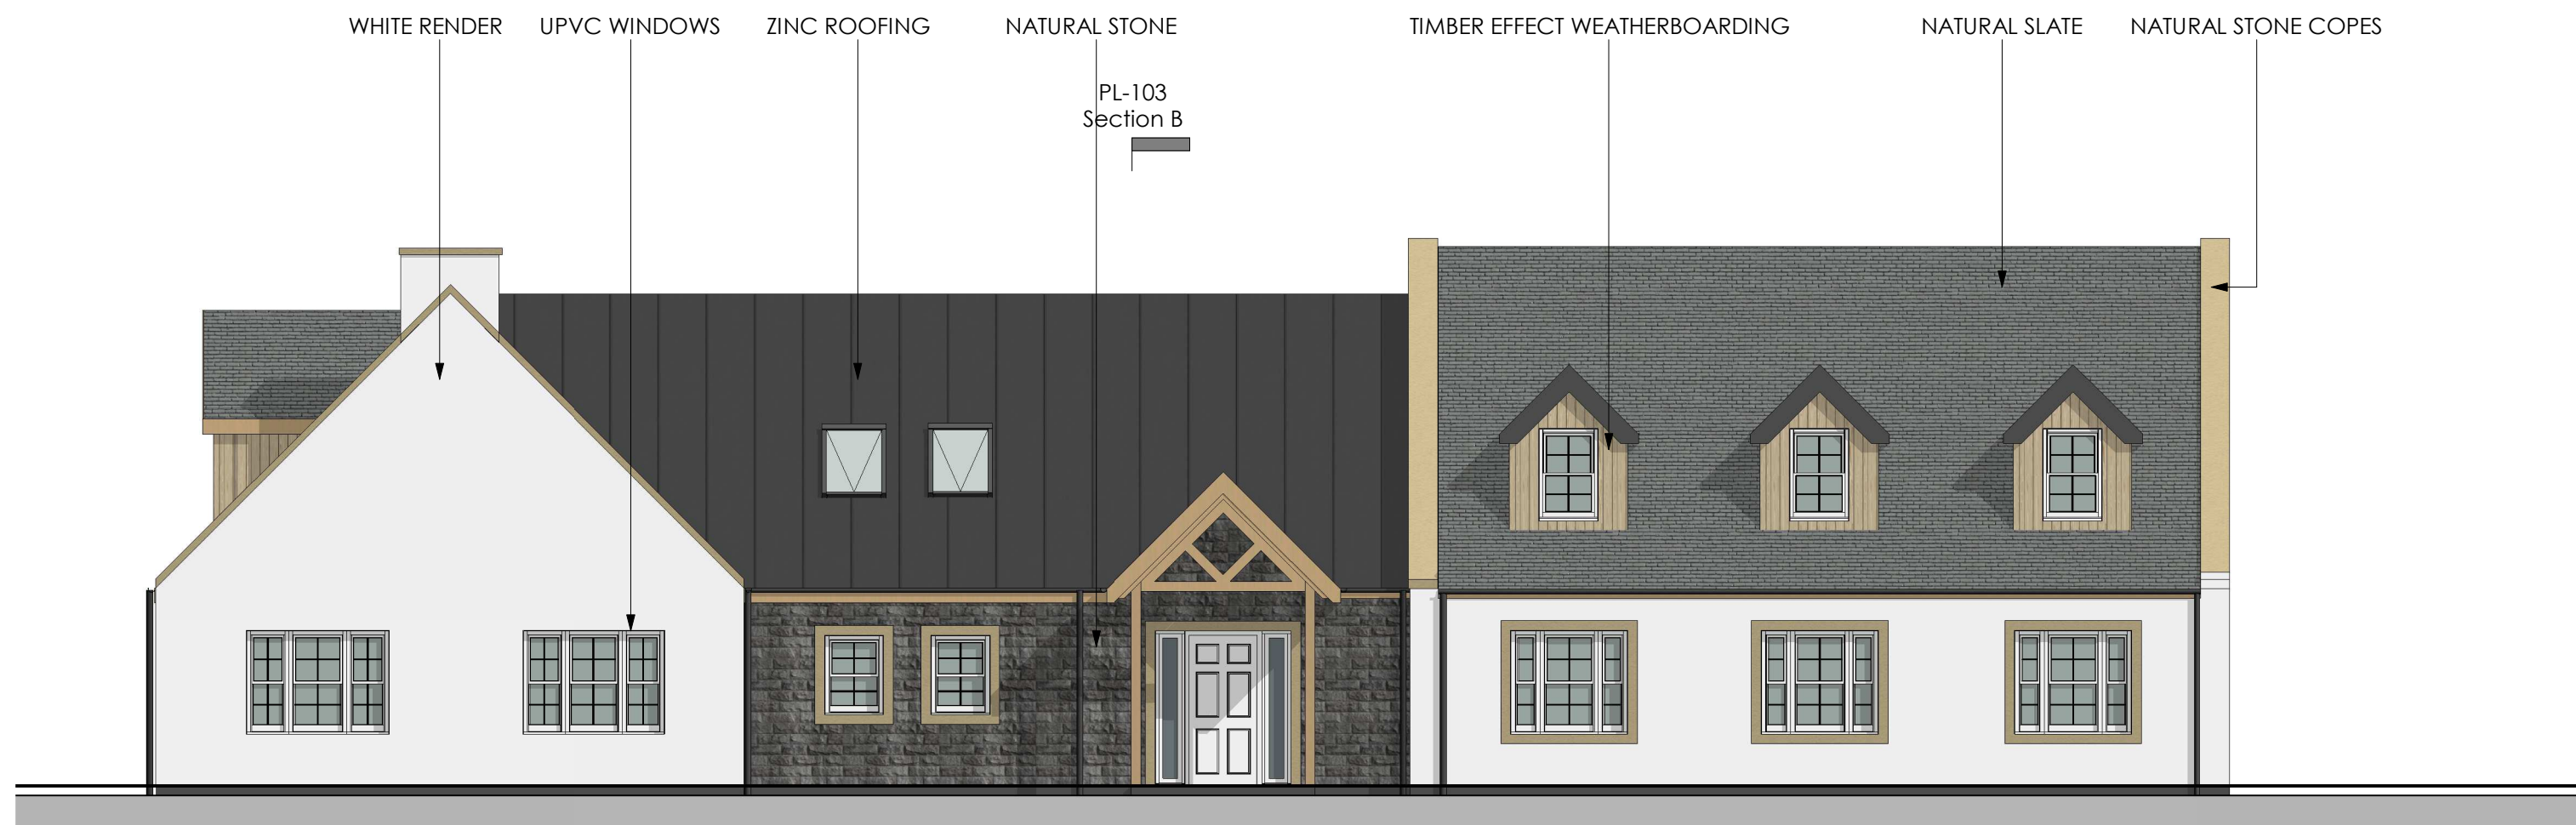 WHITE RENDER
UPVC WINDOWS
ZINC ROOFING
NATURAL STONE
TIMBER EFFECT WEATHERBOARDING
NATURAL SLATE
NATURAL STONE COPES
PL-103
Section B